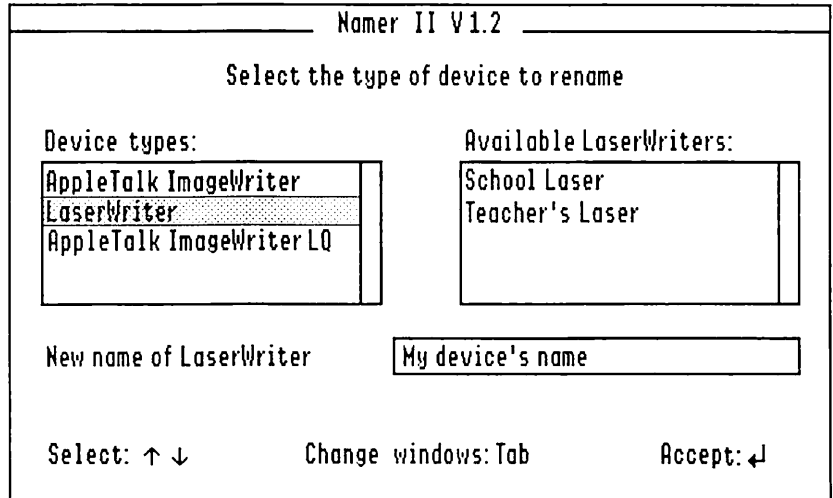 Namer II V1.2
Select the type of device to rename
Device types:
AppleTalk ImageWriter
LaserWriter
AppleTalk ImageWriter LQ
Available LaserWriters:
School Laser
Teacher's Laser
New name of LaserWriter
My device's name
Select: ↑ ↓ Change windows: Tab Accept: ↵